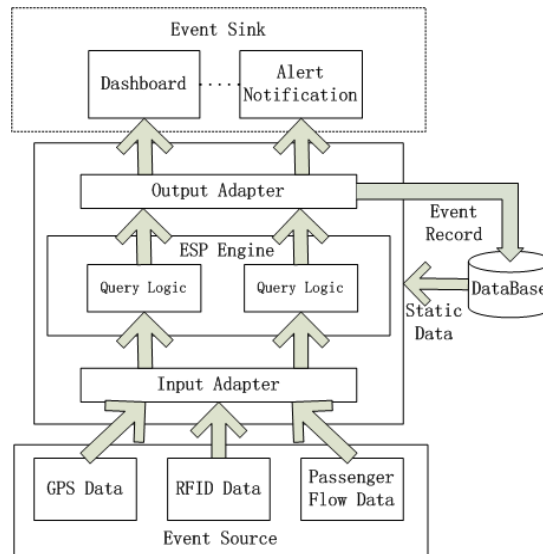 Event Sink
Dashboard
Alert
Notification
Output Adapter
Event
Record
ESP Engine
Query Logic
Query Logic
DataBase
Static
Data
Input Adapter
GPS Data
RFID Data
Passenger
Flow Data
Event Source